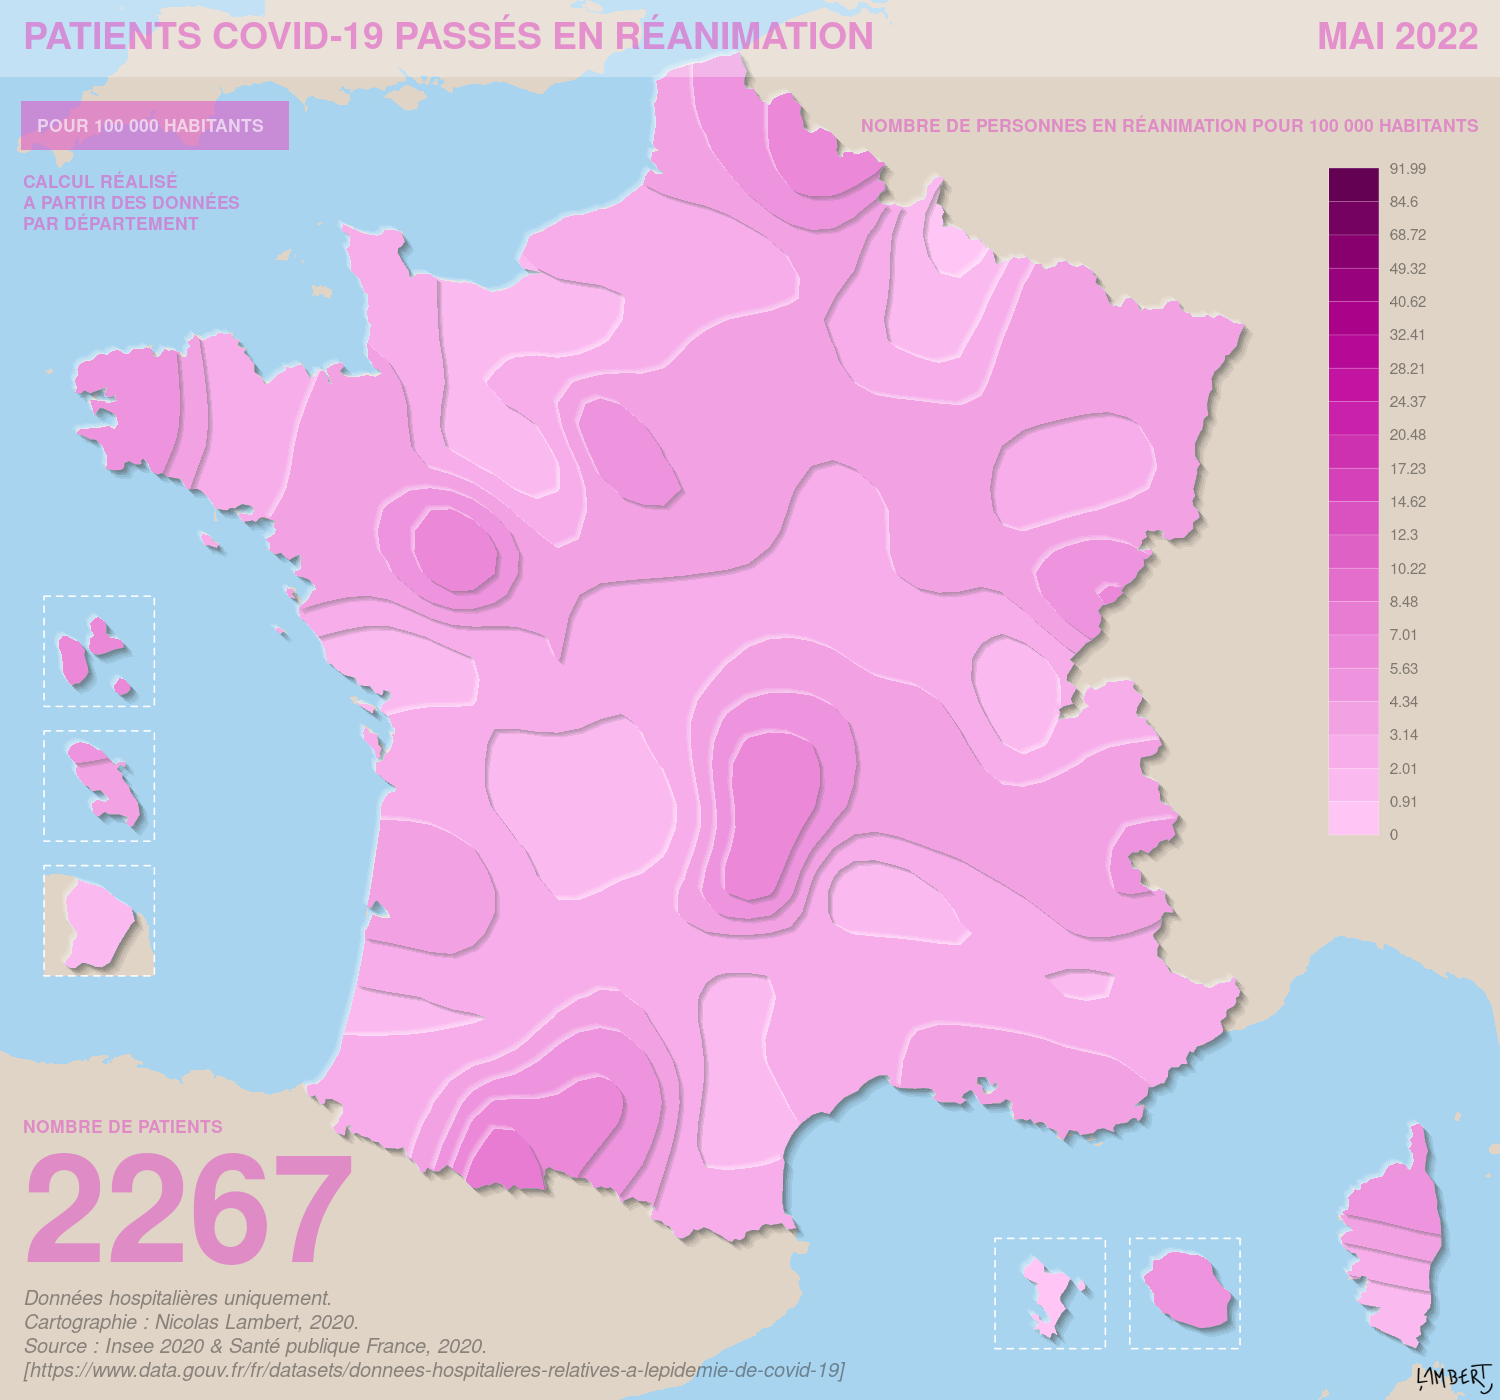 PATIENTS COVID-19 PASSÉS EN RÉANIMATION
MAI 2022
POUR 100 000 HABITANTS
CALCUL RÉALISÉ
A PARTIR DES DONNÉES
PAR DÉPARTEMENT
NOMBRE DE PERSONNES EN RÉANIMATION POUR 100 000 HABITANTS
91.99
84.6
68.72
49.32
40.62
32.41
28.21
24.37
20.48
17.23
14.62
12.3
10.22
8.48
7.01
5.63
4.34
3.14
2.01
0.91
0
NOMBRE DE PATIENTS
2267
Données hospitalières uniquement.
Cartographie : Nicolas Lambert, 2020.
Source : Insee 2020 & Santé publique France, 2020.
[https://www.data.gouv.fr/fr/datasets/donnees-hospitalieres-relatives-a-lepidemie-de-covid-19]
LAMBERT